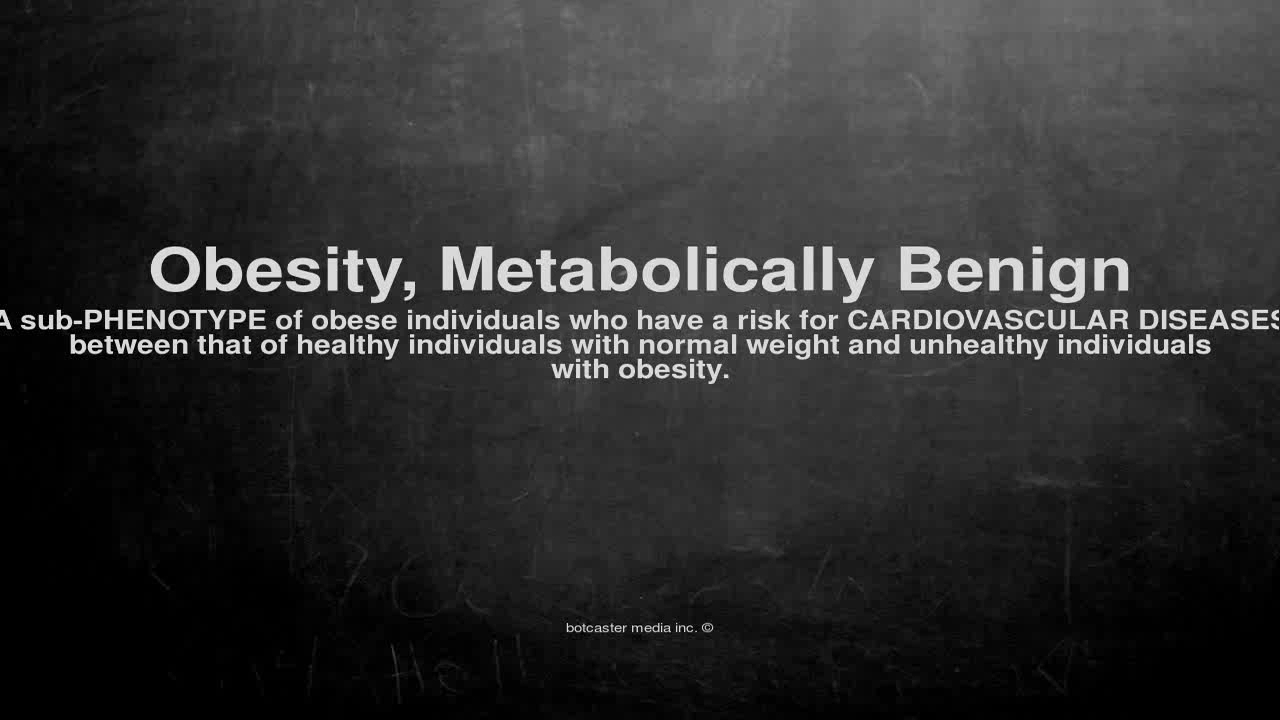 Obesity, Metabolically Benign
A sub-PHENOTYPE of obese individuals who have a risk for CARDIOVASCULAR DISEASES
between that of healthy individuals with normal weight and unhealthy individuals
with obesity.
botcaster media inc. ©